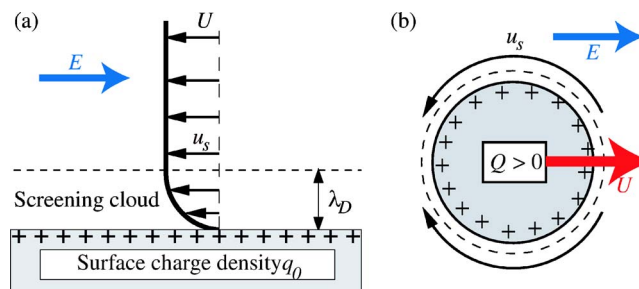 (a)
U
E
u_s
Screening cloud
λ_D
+ + + + + + + + + + + + + + + + +
Surface charge density q_0
(b)
u_s
E
+ + + + + + + + + + + + + + + +
Q > 0
U